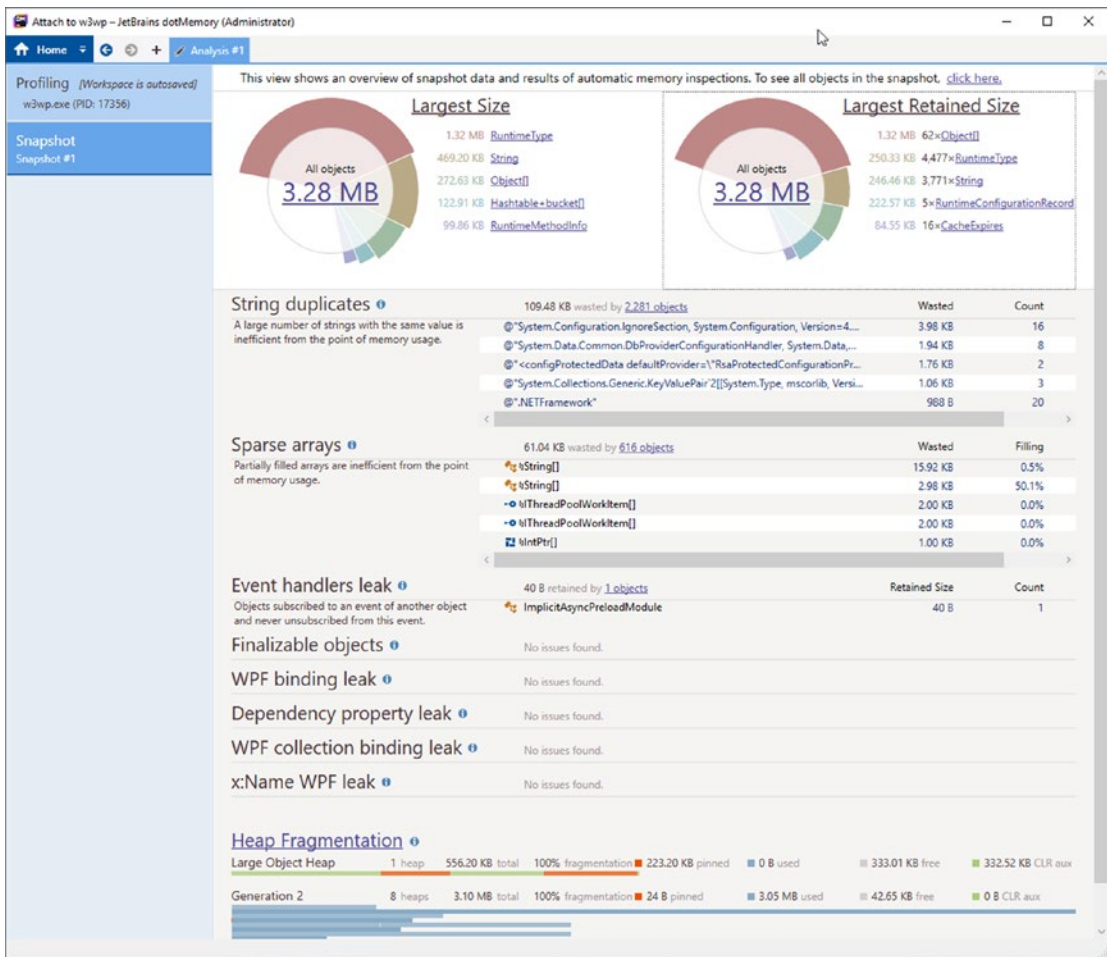 Attach to w3wp – JetBrains dotMemory (Administrator)
Home
Analysis #1
Profiling [Workspace is autosaved]
w3wp.exe (PID: 17356)
Snapshot
Snapshot #1
This view shows an overview of snapshot data and results of automatic memory inspections. To see all objects in the snapshot, click here.
Largest Size
All objects
3.28 MB
1.32 MB RuntimeType
469.20 KB String
272.63 KB Object[]
122.91 KB Hashtable+bucket[]
99.86 KB RuntimeMethodInfo
Largest Retained Size
All objects
3.28 MB
1.32 MB 62×Object[]
250.33 KB 4,477×RuntimeType
246.46 KB 3,771×String
222.57 KB 5×RuntimeConfigurationRecord
84.55 KB 16×CacheExpires
String duplicates 109.48 KB wasted by 2,281 objects Wasted Count
A large number of strings with the same value is
inefficient from the point of memory usage.
@"System.Configuration.IgnoreSection, System.Configuration, Version=4.... 3.98 KB 16
@"System.Data.Common.DbProviderConfigurationHandler, System.Data,... 1.94 KB 8
@"<configProtectedData defaultProvider=\"RsaProtectedConfigurationPr... 1.76 KB 2
@"System.Collections.Generic.KeyValuePair`2[[System.Type, mscorlib, Versi... 1.06 KB 3
@".NETFramework" 988 B 20
Sparse arrays 61.04 KB wasted by 616 objects Wasted Filling
Partially filled arrays are inefficient from the point
of memory usage.
String[] 15.92 KB 0.5%
String[] 2.98 KB 50.1%
IThreadPoolWorkItem[] 2.00 KB 0.0%
IThreadPoolWorkItem[] 2.00 KB 0.0%
IntPtr[] 1.00 KB 0.0%
Event handlers leak 40 B retained by 1 objects Retained Size Count
Objects subscribed to an event of another object
and never unsubscribed from this event.
ImplicitAsyncPreloadModule 40 B 1
Finalizable objects No issues found.
WPF binding leak No issues found.
Dependency property leak No issues found.
WPF collection binding leak No issues found.
x:Name WPF leak No issues found.
Heap Fragmentation
Large Object Heap 1 heap 556.20 KB total 100% fragmentation 223.20 KB pinned 0 B used 333.01 KB free 332.52 KB CLR aux
Generation 2 8 heaps 3.10 MB total 100% fragmentation 24 B pinned 3.05 MB used 42.65 KB free 0 B CLR aux